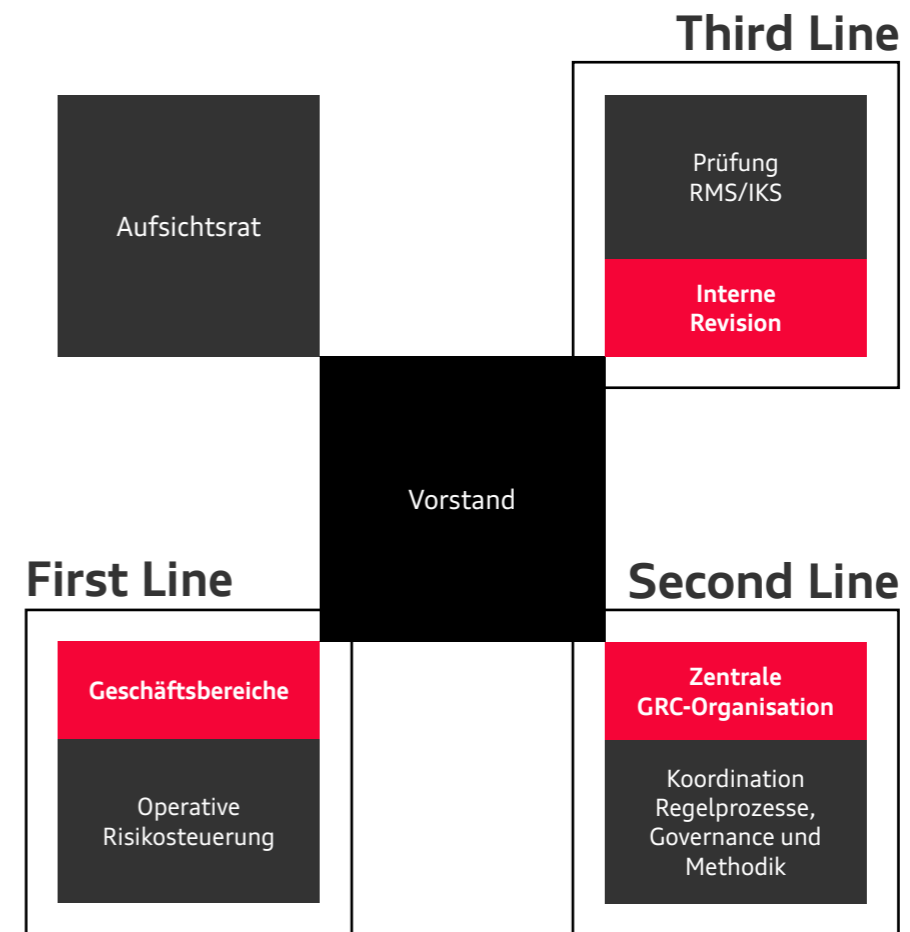 Third Line
Aufsichtsrat
Prüfung
RMS/IKS
Interne
Revision
Vorstand
First Line
Second Line
Geschäftsbereiche
Operative
Risikosteuerung
Zentrale
GRC-Organisation
Koordination
Regelprozesse,
Governance und
Methodik